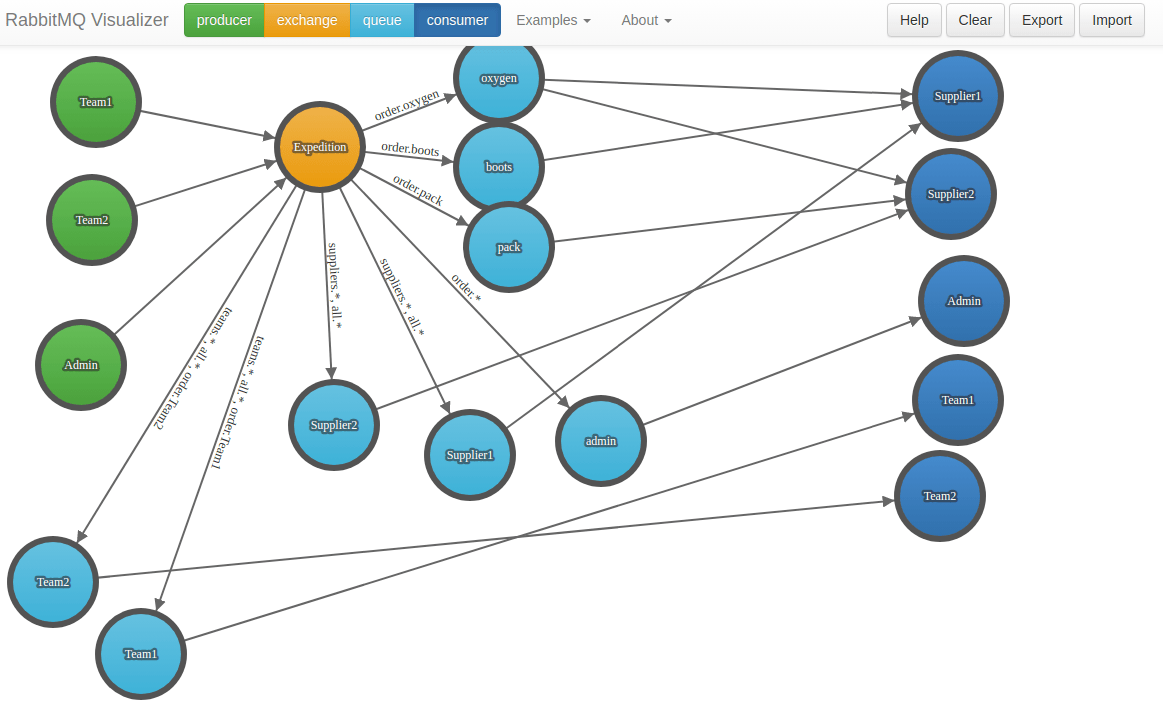 RabbitMQ Visualizer producer exchange queue consumer Examples About Help Clear Export Import
Team1
Team2
Admin
Expedition
order.oxygen
order.boots
order.pack
order.*
suppliers. *, all. *
suppliers. *, all. *
teams. *, all.*, order.Team1
teams. *, all.*, order.Team2
oxygen
boots
pack
Supplier2
Supplier1
admin
Team2
Team1
Supplier1
Supplier2
Admin
Team1
Team2